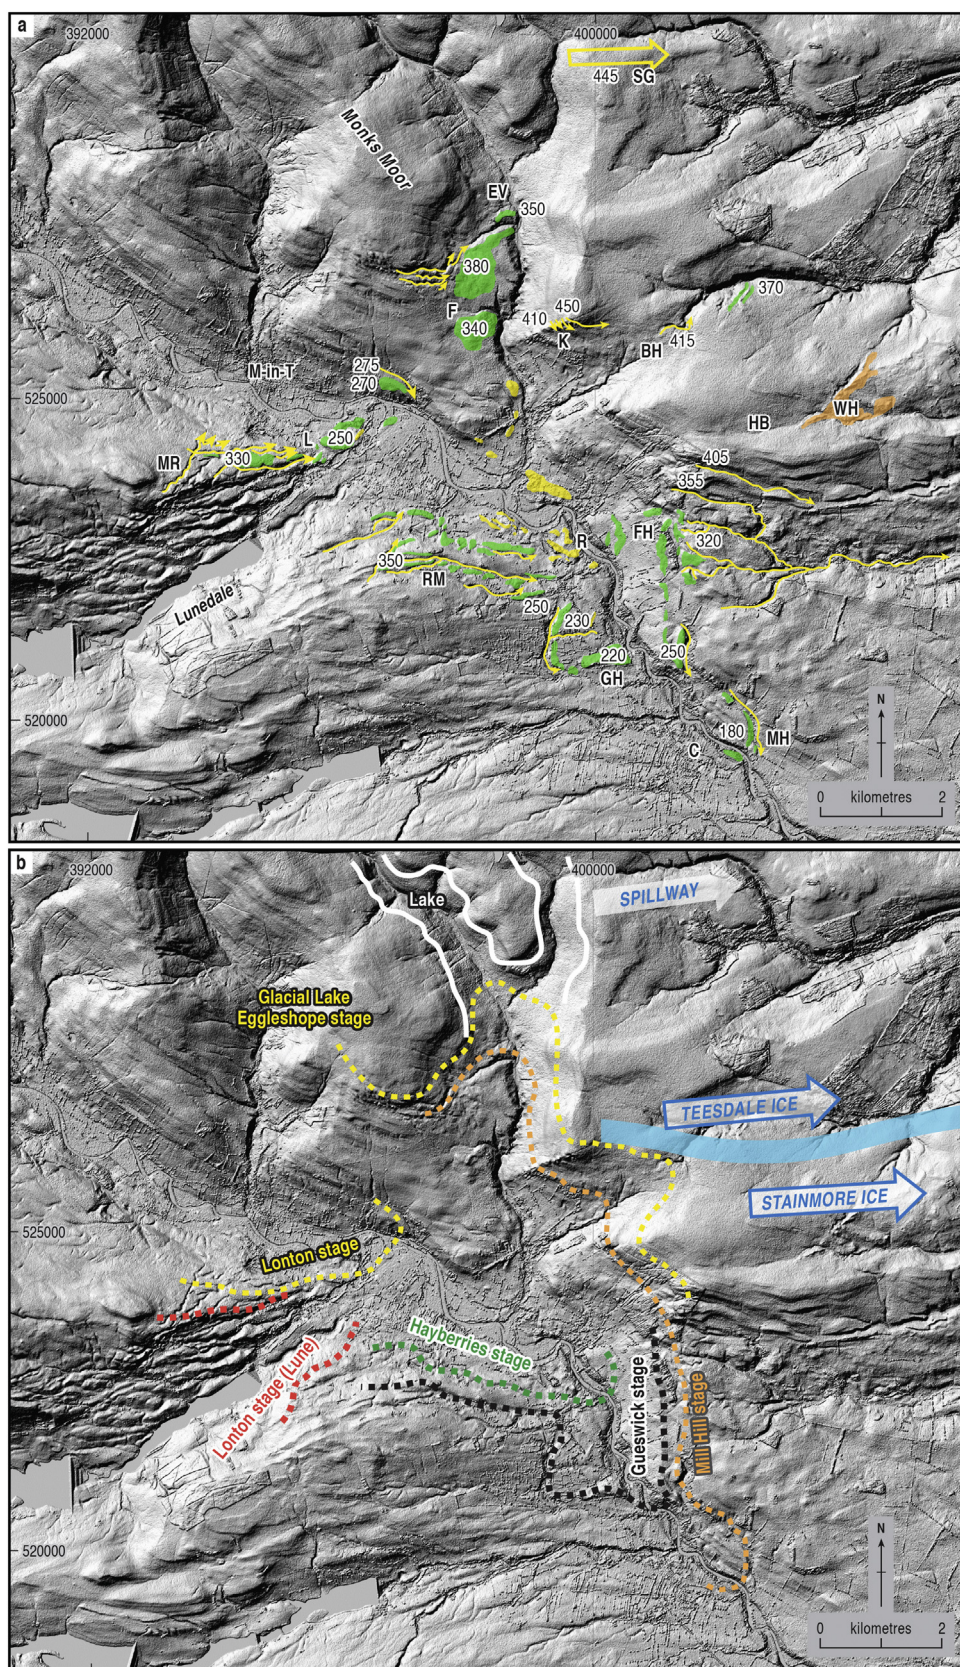 a
392000
400000
445
SG
Monks Moor
EV
350
380
F
340
410
450
K
370
BH
415
M-in-T
275
270
525000
WH
HB
L
250
MR
330
405
355
R
FH
320
350
RM
Lunedale
250
230
220
GH
250
520000
180
MH
C
N
0 kilometres 2
b
392000
400000
Lake
SPILLWAY
Glacial Lake
Eggleshope stage
TEESDALE ICE
STAINMORE ICE
525000
Lonton stage
Lonton stage (Lune)
Hayberries stage
Gueswick stage
Mill Hill stage
520000
N
0 kilometres 2